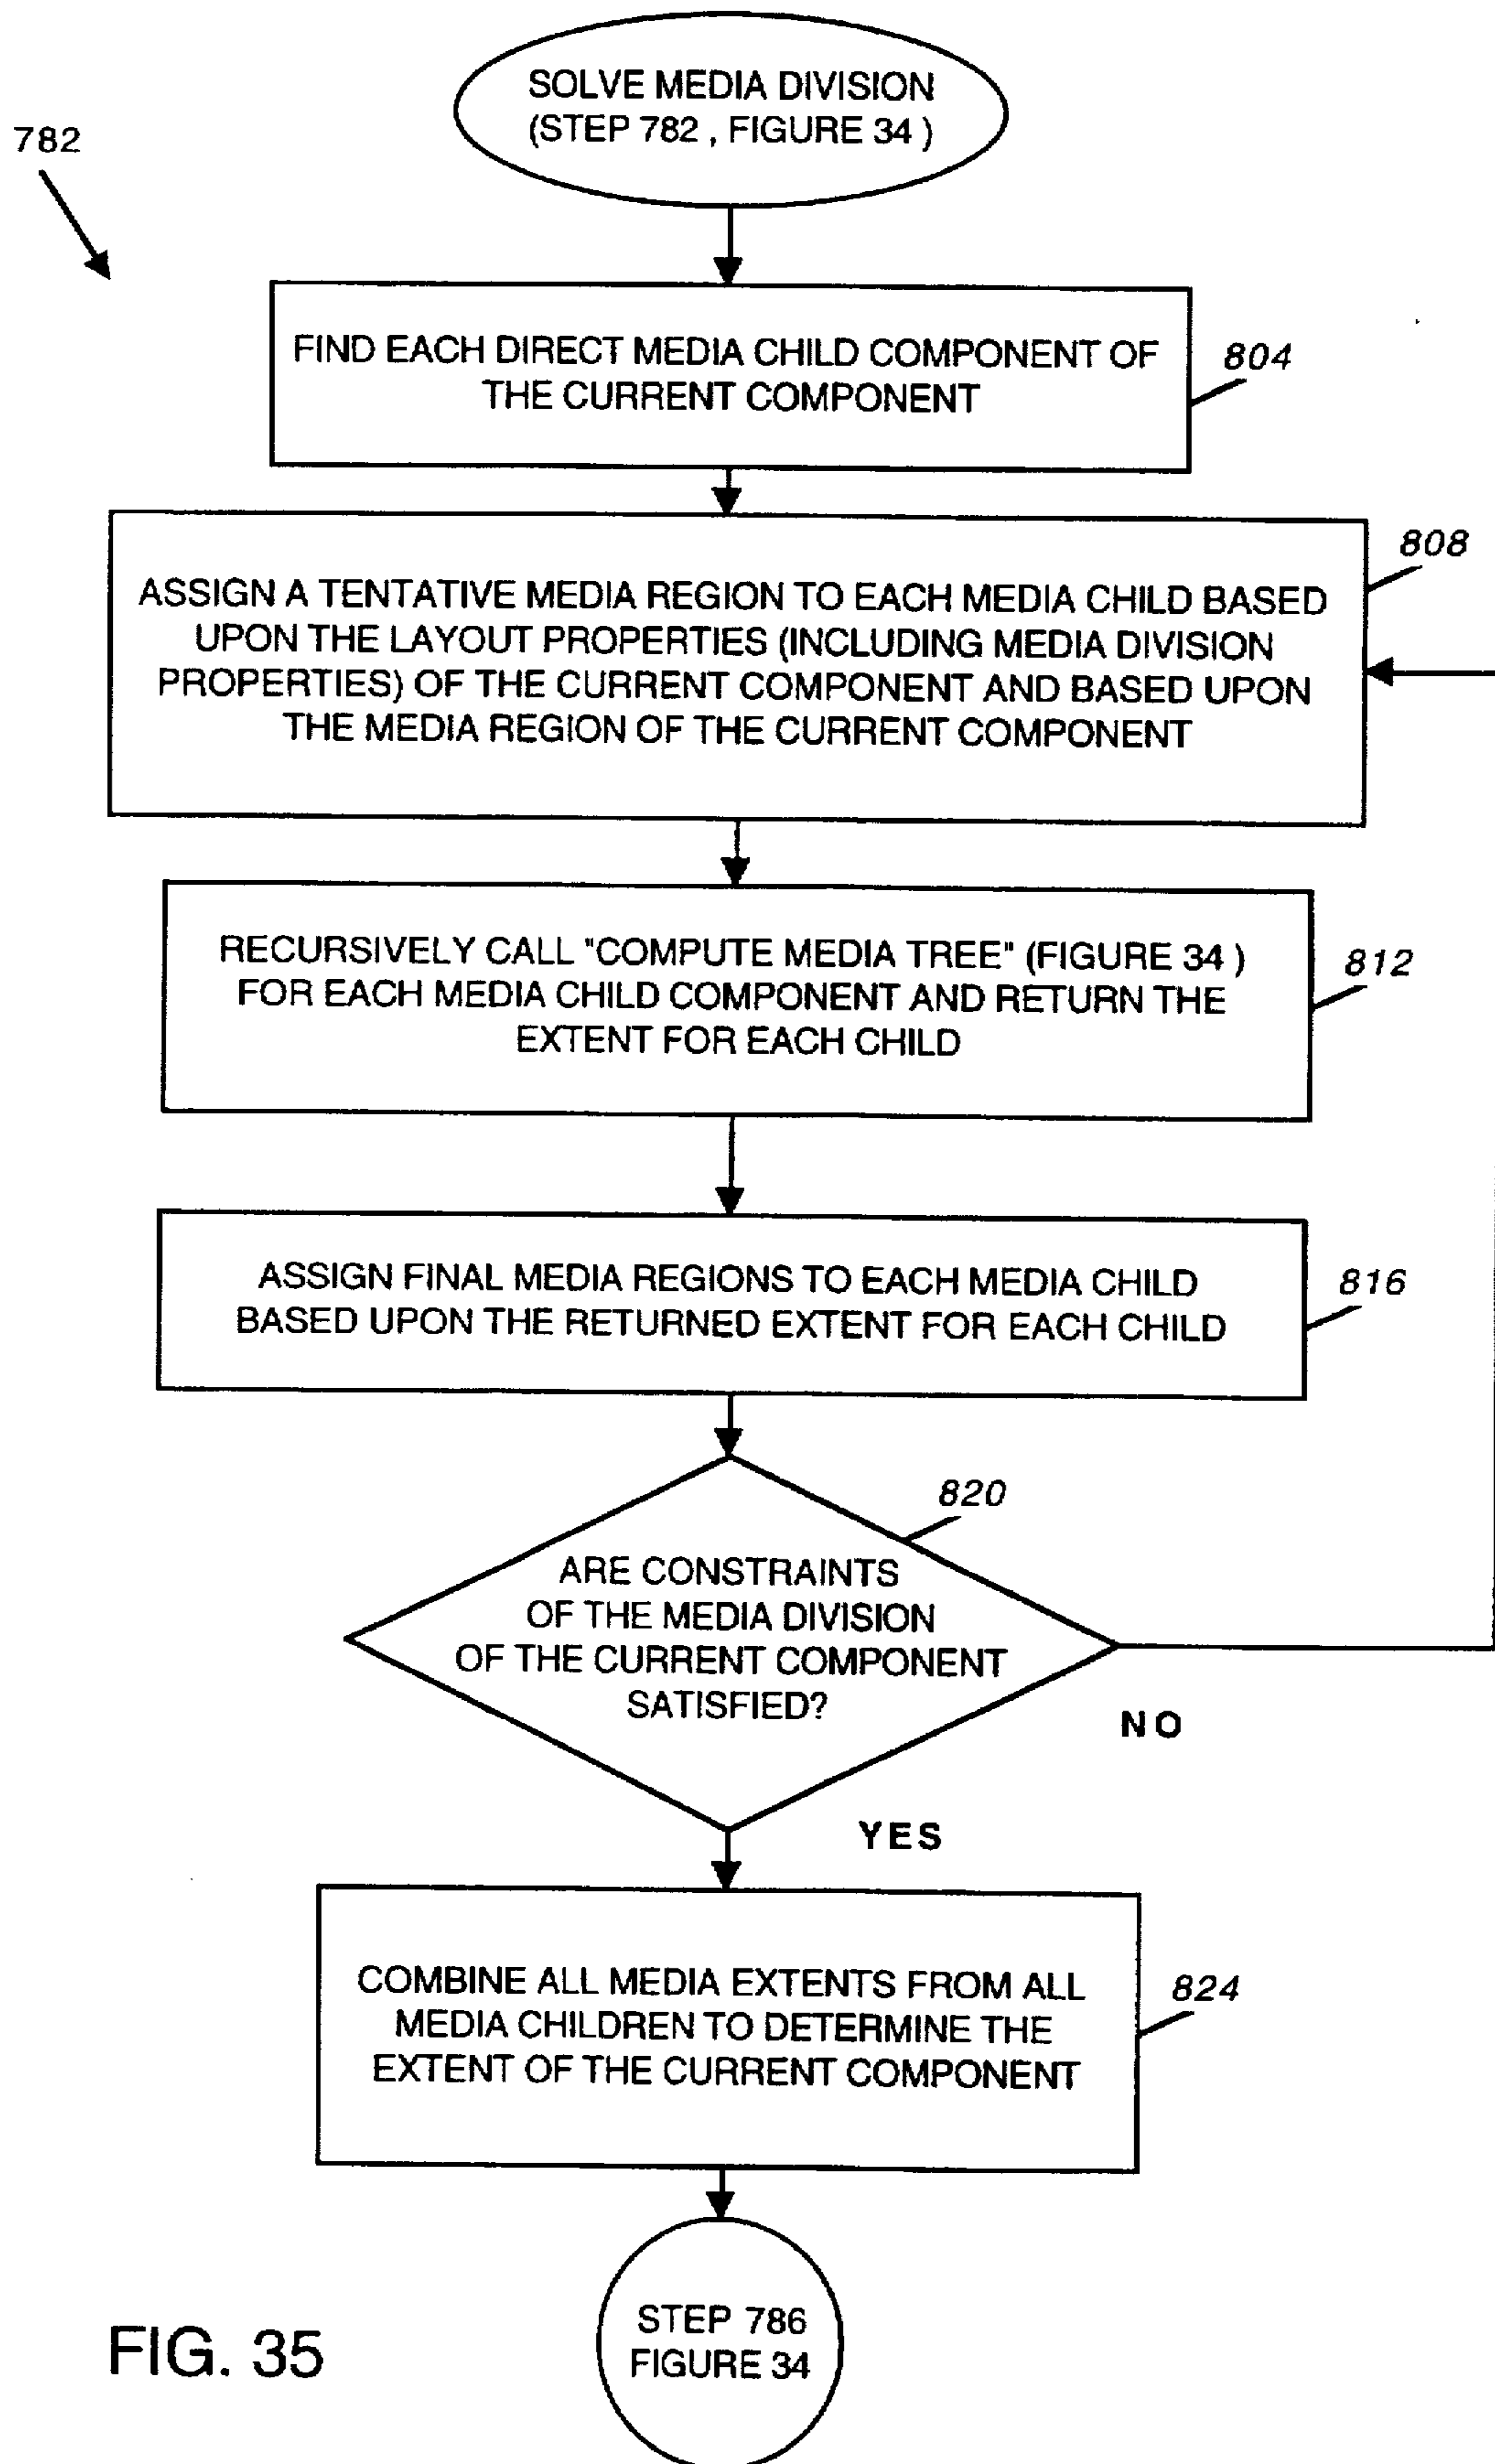 SOLVE MEDIA DIVISION
(STEP 782 , FIGURE 34 )
782
FIND EACH DIRECT MEDIA CHILD COMPONENT OF
THE CURRENT COMPONENT
804
808
ASSIGN A TENTATIVE MEDIA REGION TO EACH MEDIA CHILD BASED
UPON THE LAYOUT PROPERTIES (INCLUDING MEDIA DIVISION
PROPERTIES) OF THE CURRENT COMPONENT AND BASED UPON
THE MEDIA REGION OF THE CURRENT COMPONENT
RECURSIVELY CALL "COMPUTE MEDIA TREE" (FIGURE 34 )
FOR EACH MEDIA CHILD COMPONENT AND RETURN THE
EXTENT FOR EACH CHILD
812
ASSIGN FINAL MEDIA REGIONS TO EACH MEDIA CHILD
BASED UPON THE RETURNED EXTENT FOR EACH CHILD
816
820
ARE CONSTRAINTS
OF THE MEDIA DIVISION
OF THE CURRENT COMPONENT
SATISFIED?
NO
YES
COMBINE ALL MEDIA EXTENTS FROM ALL
MEDIA CHILDREN TO DETERMINE THE
EXTENT OF THE CURRENT COMPONENT
824
STEP 786
FIGURE 34
FIG. 35